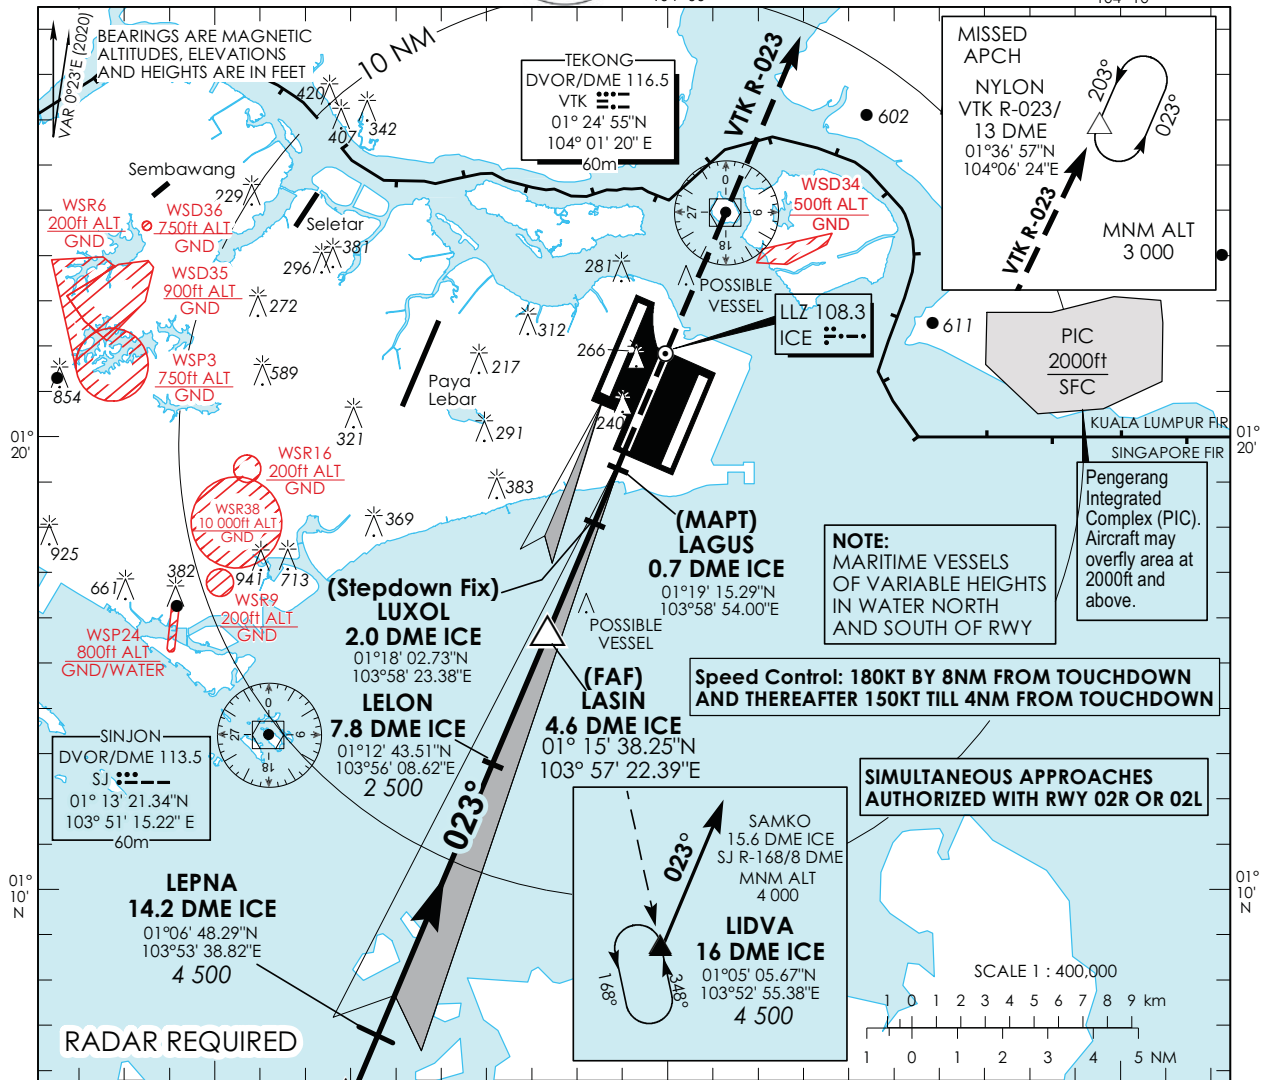 BEARINGS ARE MAGNETIC
ALTITUDES, ELEVATIONS
AND HEIGHTS ARE IN FEET
VAR 0°23'E (2020)
10 NM
TEKONG
DVOR/DME 116.5
VTK
01° 24' 55"N
104° 01' 20" E
60m
VTK R-023
602
MISSED
APCH
NYLON
VTK R-023/
13 DME
01°36' 57"N
104°06' 24"E
203°
023°
VTK R-023
MNM ALT
3 000
420
407
342
Sembawang
229
Seletar
296
381
WSR6
200ft ALT
GND
WSD36
750ft ALT
GND
WSD35
900ft ALT
GND
WSP3
750ft ALT
GND
272
589
854
321
312
217
291
383
369
281
266
240
Paya
Lebar
0
9
18
27
WSD34
500ft ALT
GND
POSSIBLE
VESSEL
LLZ 108.3
ICE
611
PIC
2000ft
SFC
KUALA LUMPUR FIR
SINGAPORE FIR
01°
20'
01°
20'
Pengerang
Integrated
Complex (PIC).
Aircraft may
overfly area at
2000ft and
above.
WSR16
200ft ALT
GND
WSR38
10 000ft ALT
GND
925
661
382
941
713
WSR9
200ft ALT
GND
WSP24
800ft ALT
GND/WATER
(MAPT)
LAGUS
0.7 DME ICE
01°19' 15.29"N
103°58' 54.00"E
NOTE:
MARITIME VESSELS
OF VARIABLE HEIGHTS
IN WATER NORTH
AND SOUTH OF RWY
(Stepdown Fix)
LUXOL
2.0 DME ICE
01°18' 02.73"N
103°58' 23.38"E
POSSIBLE
VESSEL
(FAF)
LASIN
4.6 DME ICE
01° 15' 38.25"N
103° 57' 22.39"E
LELON
7.8 DME ICE
01°12' 43.51"N
103°56' 08.62"E
2 500
Speed Control: 180KT BY 8NM FROM TOUCHDOWN
AND THEREAFTER 150KT TILL 4NM FROM TOUCHDOWN
SINJON
DVOR/DME 113.5
SJ
01° 13' 21.34"N
103° 51' 15.22" E
60m
0
9
18
27
SIMULTANEOUS APPROACHES
AUTHORIZED WITH RWY 02R OR 02L
023°
SAMKO
15.6 DME ICE
SJ R-168/8 DME
MNM ALT
4 000
023°
LIDVA
16 DME ICE
01°05' 05.67"N
103°52' 55.38"E
4 500
168°
348°
01°
10'
N
01°
10'
N
LEPNA
14.2 DME ICE
01°06' 48.29"N
103°53' 38.82"E
4 500
RADAR REQUIRED
SCALE 1 : 400,000
1 0 1 2 3 4 5 6 7 8 9 km
1 0 1 2 3 4 5 NM